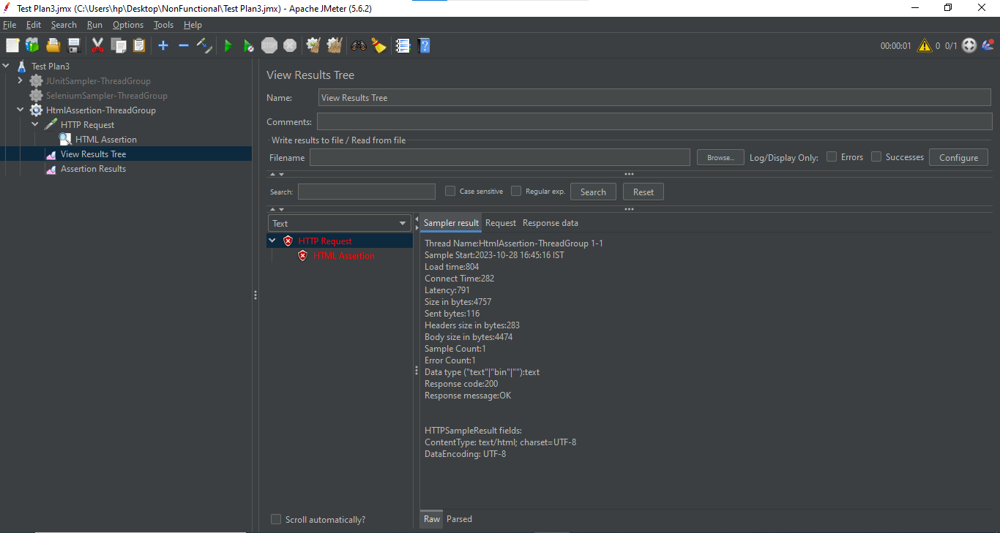 Test Plan3.jmx (C:\Users\hp\Desktop\NonFunctional\Test Plan3.jmx) - Apache JMeter (5.6.2)
File Edit Search Run Options Tools Help
STOP 00:00:01 0 0/1
Test Plan3
JUnitSampler-ThreadGroup
SeleniumSampler-ThreadGroup
HtmlAssertion-ThreadGroup
HTTP Request
HTML Assertion
View Results Tree
Assertion Results
View Results Tree
Name: View Results Tree
Comments:
Write results to file / Read from file
Filename Browse... Log/Display Only: Errors Successes Configure
Search: Case sensitive Regular exp. Search Reset
Text
HTTP Request
HTML Assertion
Scroll automatically?
Sampler result Request Response data
Thread Name:HtmlAssertion-ThreadGroup 1-1
Sample Start:2023-10-28 16:45:16 IST
Load time:804
Connect Time:282
Latency:791
Size in bytes:4757
Sent bytes:116
Headers size in bytes:283
Body size in bytes:4474
Sample Count:1
Error Count:1
Data type ("text"|"bin"|""):text
Response code:200
Response message:OK
HTTPSampleResult fields:
ContentType: text/html; charset=UTF-8
DataEncoding: UTF-8
Raw Parsed